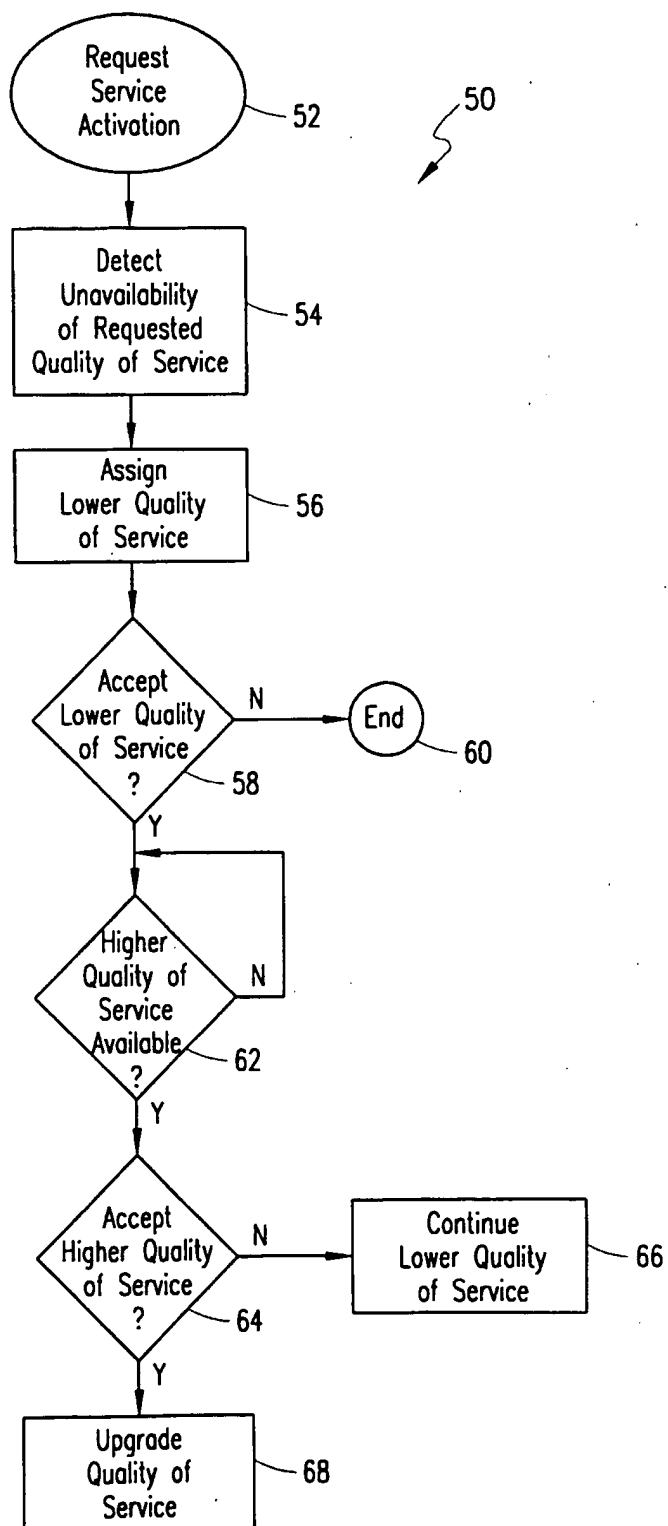 Request
Service
Activation
52
50
Detect
Unavailability
of Requested
Quality of Service
54
Assign
Lower Quality
of Service
56
Accept
Lower Quality
of Service
?
58
N
End
60
Y
Higher
Quality of
Service
Available
?
62
N
Y
Accept
Higher Quality
of Service
?
64
N
Continue
Lower Quality
of Service
66
Y
Upgrade
Quality of
Service
68